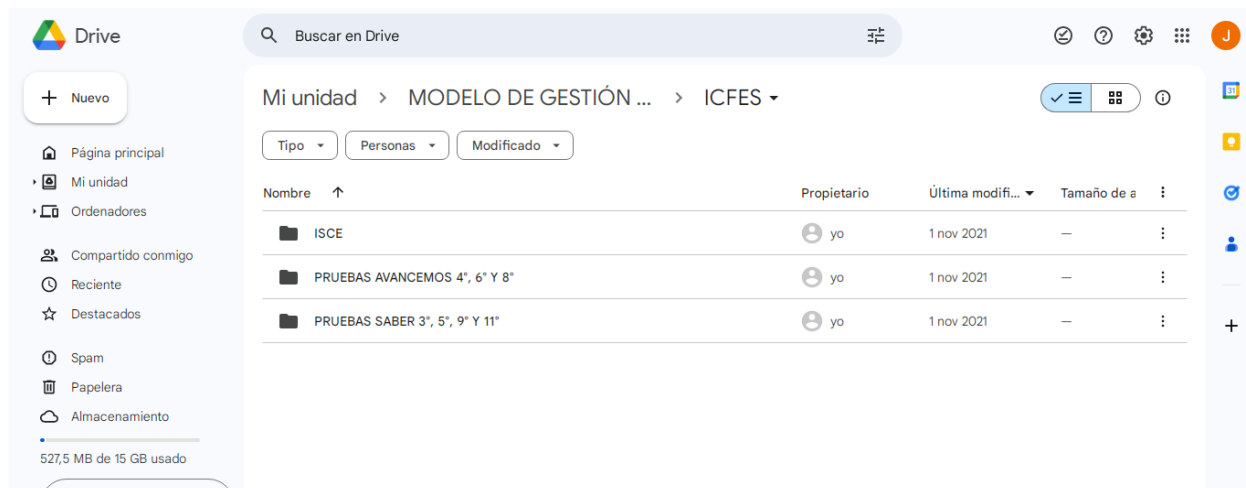 Drive
Buscar en Drive
J
Nuevo
Mi unidad > MODELO DE GESTIÓN ... > ICFES
31
Tipo
Personas
Modificado
Página principal
Mi unidad
Ordenadores
Compartido conmigo
Reciente
Destacados
Spam
Papelera
Almacenamiento
527,5 MB de 15 GB usado
Nombre Propietario Última modifi... Tamaño de a
ISCE yo 1 nov 2021 —
PRUEBAS AVANCEMOS 4°, 6° Y 8° yo 1 nov 2021 —
PRUEBAS SABER 3°, 5°, 9° Y 11° yo 1 nov 2021 —